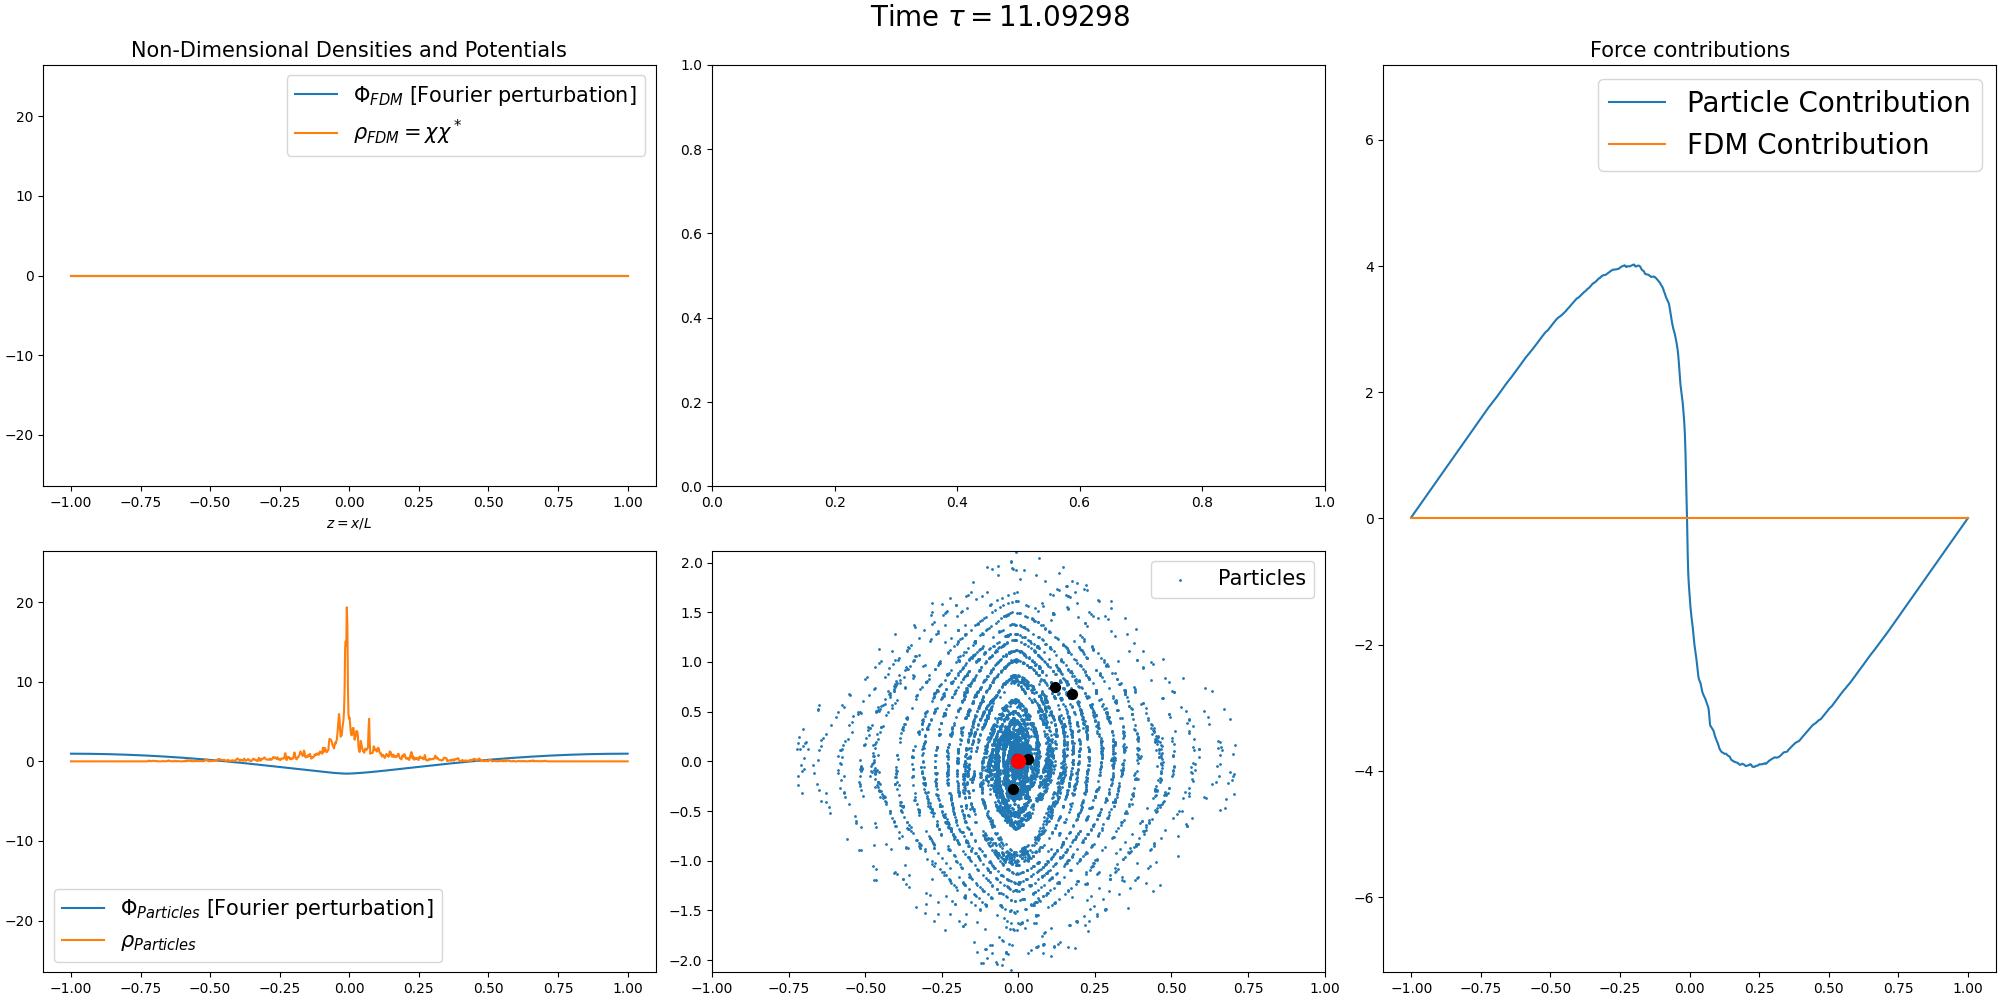 Time τ = 11.09298
Non-Dimensional Densities and Potentials
Φ_FDM [Fourier perturbation]
ρ_FDM = χχ*
20
10
0
−10
−20
−1.00 −0.75 −0.50 −0.25 0.00 0.25 0.50 0.75 1.00
z = x/L
1.0
0.8
0.6
0.4
0.2
0.0
0.0 0.2 0.4 0.6 0.8 1.0
Force contributions
Particle Contribution
FDM Contribution
6
4
2
0
−2
−4
−6
−1.00 −0.75 −0.50 −0.25 0.00 0.25 0.50 0.75 1.00
20
10
0
−10
−20
Φ_Particles [Fourier perturbation]
ρ_Particles
−1.00 −0.75 −0.50 −0.25 0.00 0.25 0.50 0.75 1.00
Particles
2.0
1.5
1.0
0.5
0.0
−0.5
−1.0
−1.5
−2.0
−1.00 −0.75 −0.50 −0.25 0.00 0.25 0.50 0.75 1.00